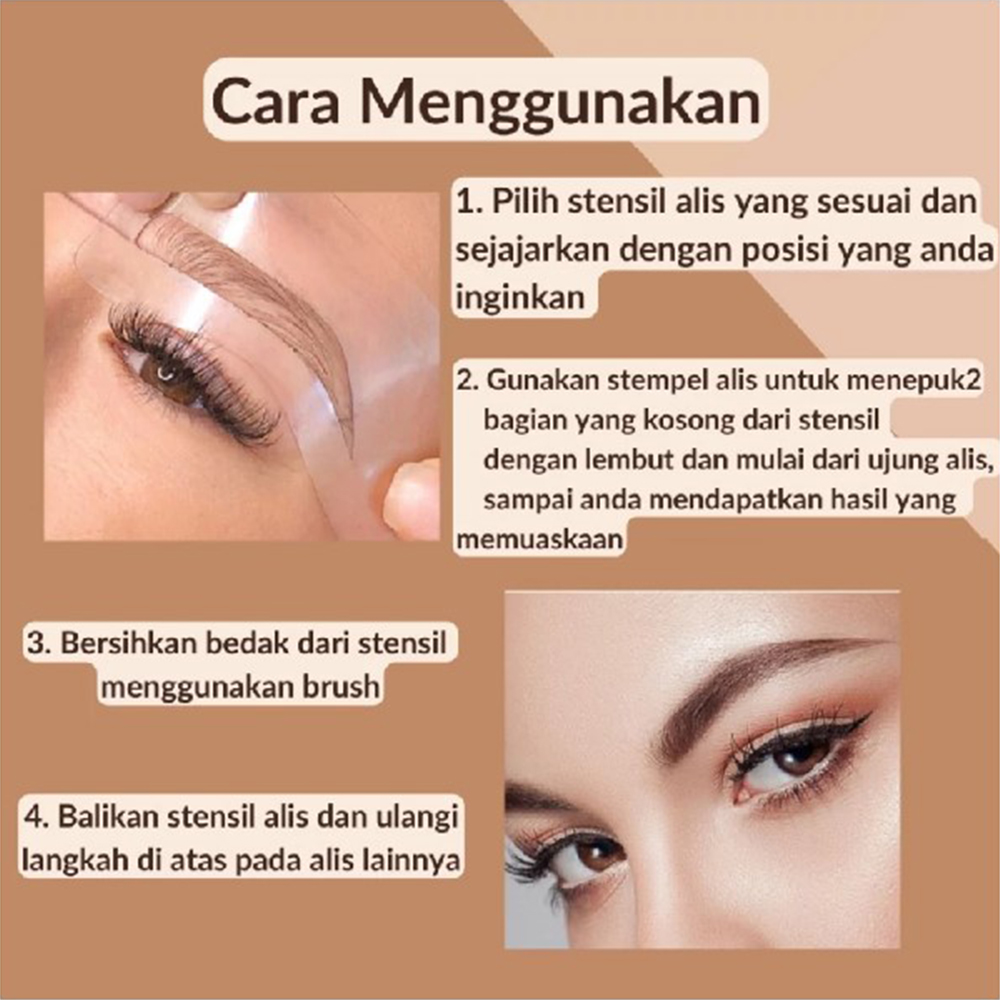 Cara Menggunakan
1. Pilih stensil alis yang sesuai dan
sejajarkan dengan posisi yang anda
inginkan
2. Gunakan stempel alis untuk menepuk2
bagian yang kosong dari stensil
dengan lembut dan mulai dari ujung alis,
sampai anda mendapatkan hasil yang
memuaskaan
3. Bersihkan bedak dari stensil
menggunakan brush
4. Balikan stensil alis dan ulangi
langkah di atas pada alis lainnya